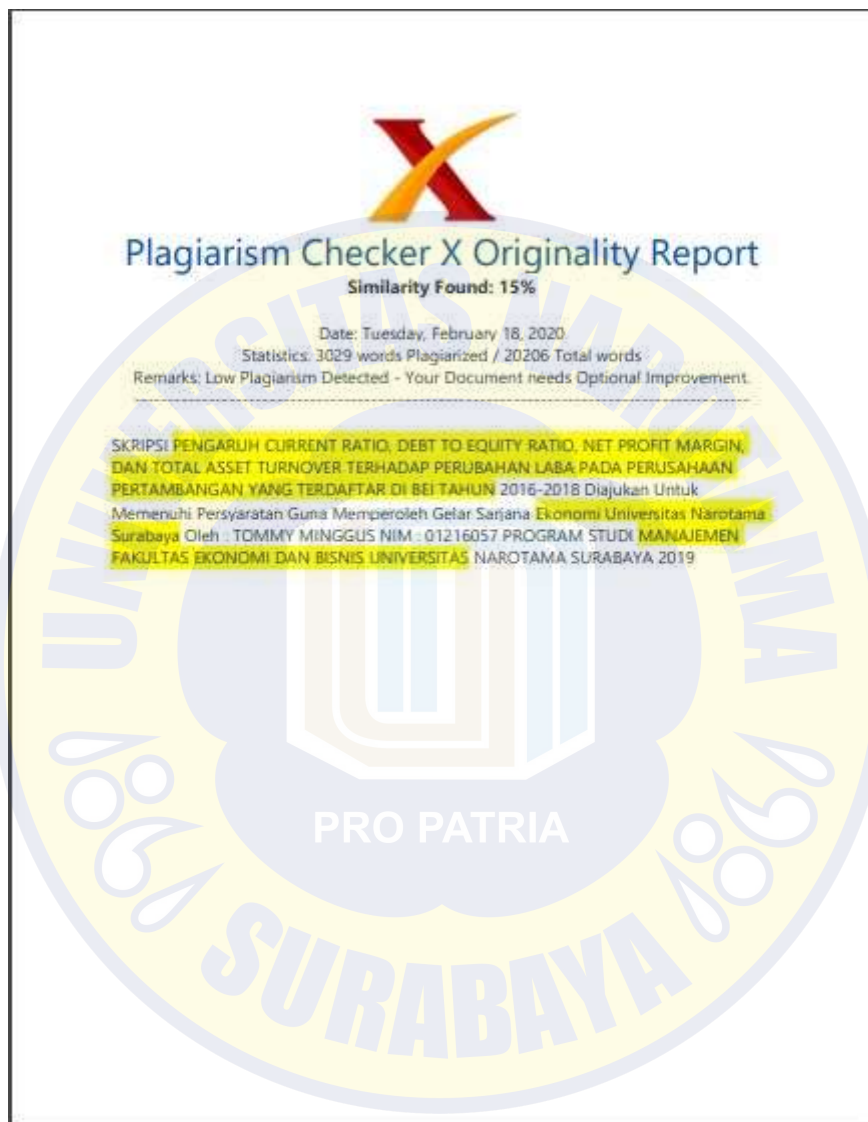 Plagiarism Checker X Originality Report
Similarity Found: 15%
Date: Tuesday, February 18, 2020
Statistics: 3029 words Plagiarized / 20206 Total words
Remarks: Low Plagiarism Detected - Your Document needs Optional Improvement.
SKRIPSI PENGARUH CURRENT RATIO, DEBT TO EQUITY RATIO, NET PROFIT MARGIN,
DAN TOTAL ASSET TURNOVER TERHADAP PERUBAHAN LABA PADA PERUSAHAAN
PERTAMBANGAN YANG TERDAFTAR DI BEI TAHUN 2016-2018 Diajukan Untuk
Memenuhi Persyaratan Guna Memperoleh Gelar Sarjana Ekonomi Universitas Narotama
Surabaya Oleh : TOMMY MINGGUS NIM : 01216057 PROGRAM STUDI MANAJEMEN
FAKULTAS EKONOMI DAN BISNIS UNIVERSITAS NAROTAMA SURABAYA 2019
UNIVERSITAS NAROTAMA
PRO PATRIA
SURABAYA